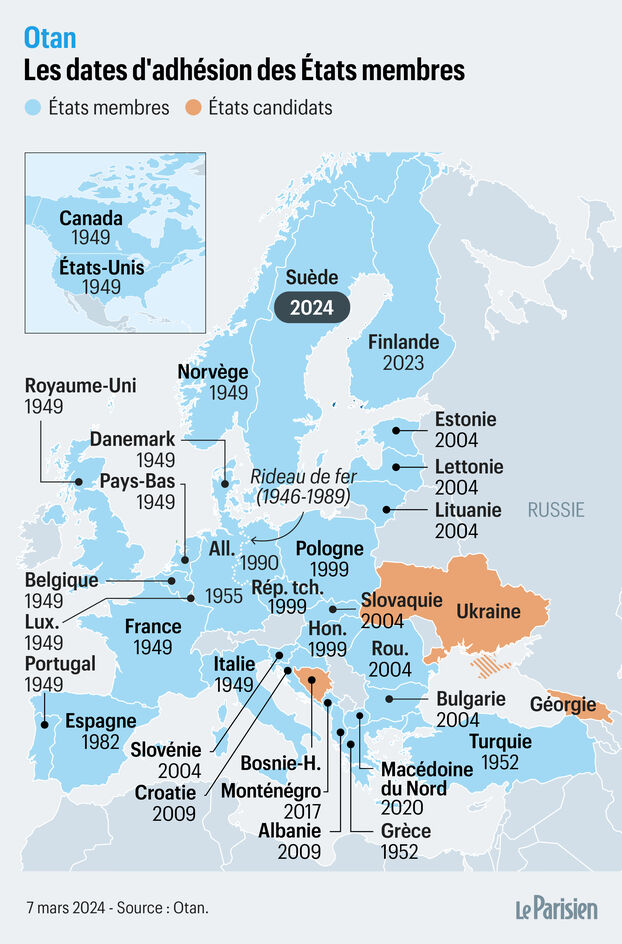 Otan
Les dates d'adhésion des États membres
États membres
États candidats
Canada
1949
États-Unis
1949
Suède
2024
Finlande
2023
Norvège
1949
Royaume-Uni
1949
Danemark
1949
Pays-Bas
1949
Rideau de fer
(1946-1989)
Estonie
2004
Lettonie
2004
Lituanie
2004
RUSSIE
All.
1990
1955
Pologne
1999
Belgique
1949
Lux.
1949
Rép. tch.
1999
Slovaquie
2004
Ukraine
France
1949
Hon.
1999
Rou.
2004
Portugal
1949
Italie
1949
Espagne
1982
Bulgarie
2004
Géorgie
Slovénie
2004
Bosnie-H.
Turquie
1952
Croatie
2009
Monténégro
2017
Macédoine
du Nord
2020
Albanie
2009
Grèce
1952
7 mars 2024 - Source : Otan.
Le Parisien